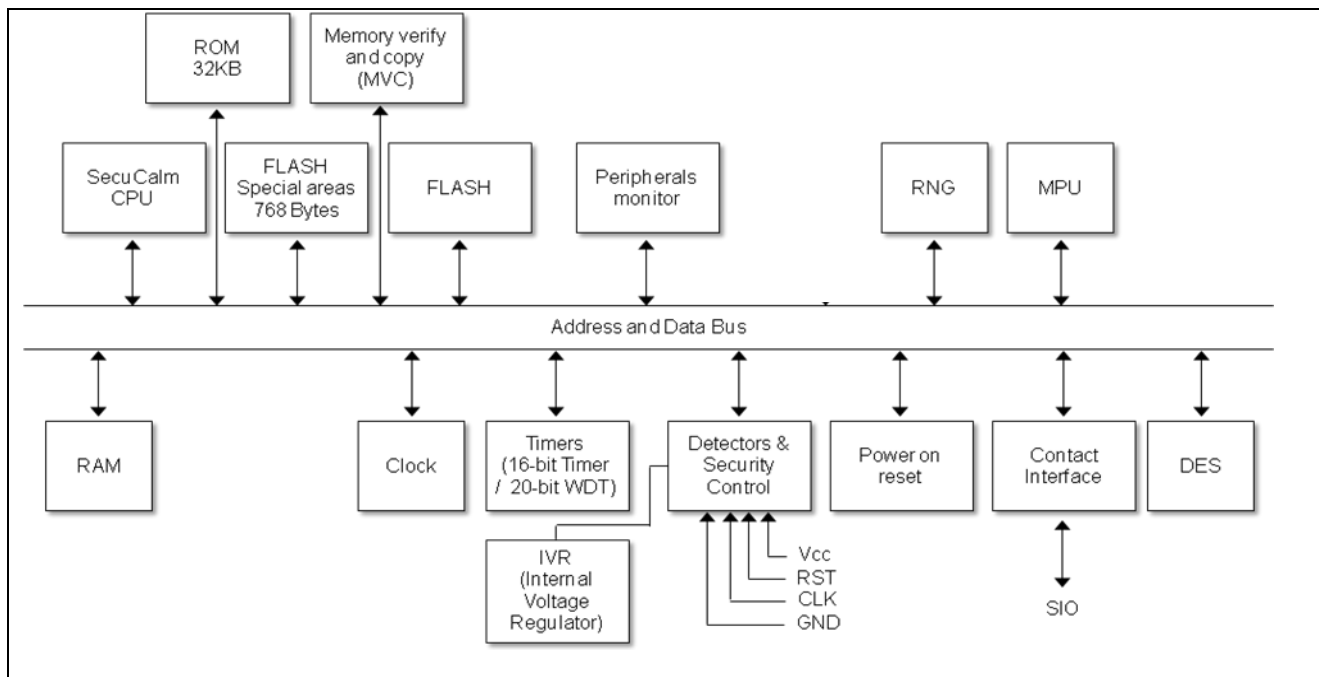 ROM
32KB
Memory verify
and copy
(MVC)
SecuCalm
CPU
FLASH
Special areas
768 Bytes
FLASH
Peripherals
monitor
RNG
MPU
Address and Data Bus
RAM
Clock
Timers
(16-bit Timer
/ 20-bit WDT)
Detectors &
Security
Control
Power on
reset
Contact
Interface
DES
IVR
(Internal
Voltage
Regulator)
Vcc
RST
CLK
GND
SIO